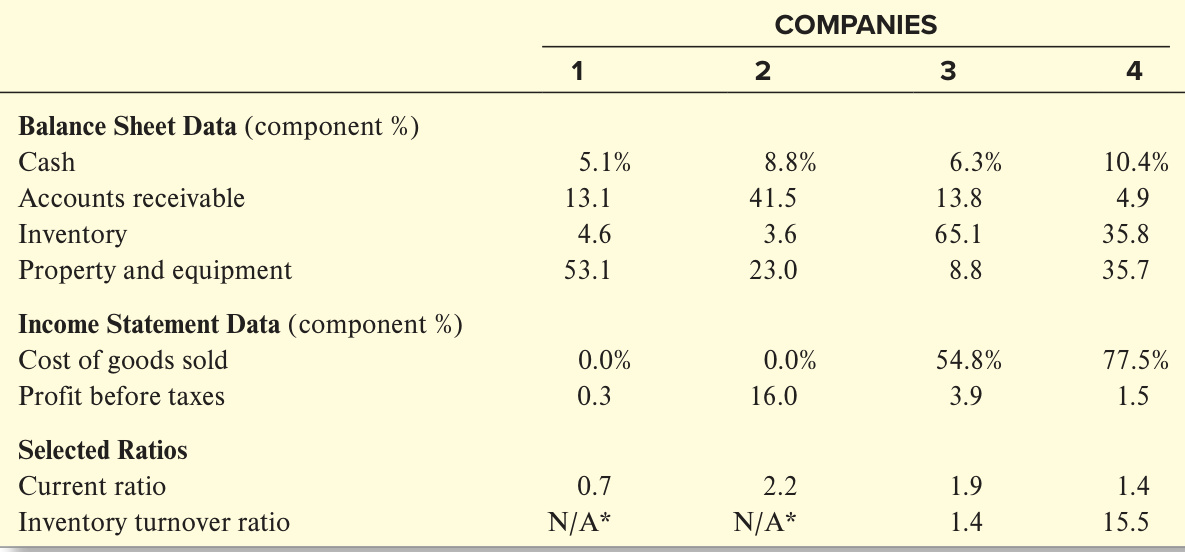 COMPANIES
1 2 3 4
Balance Sheet Data (component %)
Cash 5.1% 8.8% 6.3% 10.4%
Accounts receivable 13.1 41.5 13.8 4.9
Inventory 4.6 3.6 65.1 35.8
Property and equipment 53.1 23.0 8.8 35.7
Income Statement Data (component %)
Cost of goods sold 0.0% 0.0% 54.8% 77.5%
Profit before taxes 0.3 16.0 3.9 1.5
Selected Ratios
Current ratio 0.7 2.2 1.9 1.4
Inventory turnover ratio N/A* N/A* 1.4 15.5